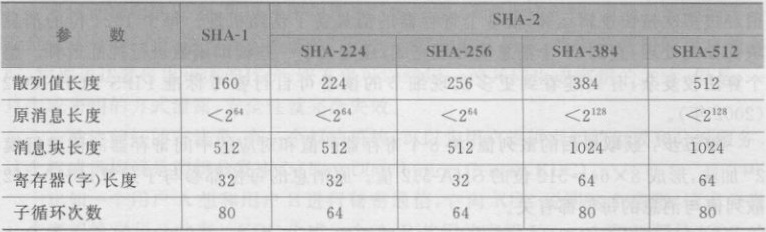 参 数 SHA-1 SHA-2
SHA-224 SHA-256 SHA-384 SHA-512
散列值长度 160 224 256 384 512
原消息长度 <2^64 <2^64 <2^64 <2^128 <2^128
消息块长度 512 512 512 1024 1024
寄存器(字)长度 32 32 32 64 64
子循环次数 80 64 64 80 80